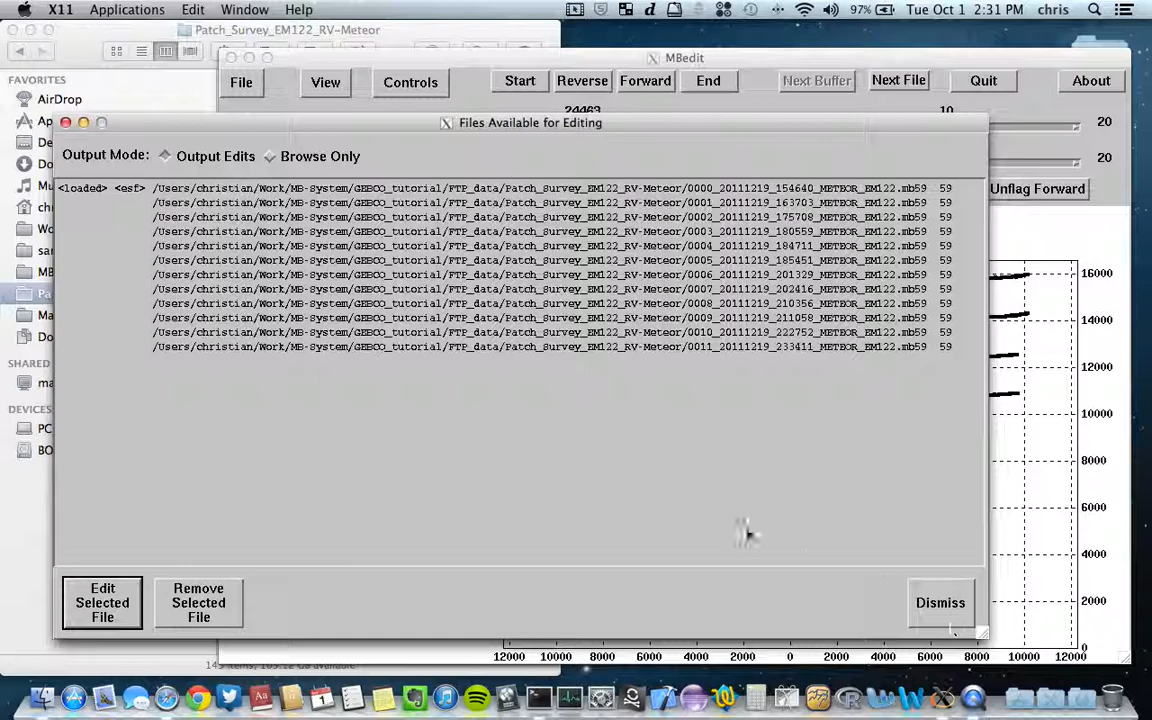 X11 Applications Edit Window Help 97% Tue Oct 1 2:31 PM chris
Patch_Survey_EM122_RV-Meteor
MBedit
File View Controls Start Reverse Forward End Next Buffer Next File Quit About
24463 10
20
20
Unflag Forward
FAVORITES
AirDrop
SHARED
DEVICES
PC
BO
Files Available for Editing
Output Mode: Output Edits Browse Only
<loaded> <esf> /Users/christian/Work/MB-System/GEBCO_tutorial/FTP_data/Patch_Survey_EM122_RV-Meteor/0000_20111219_154640_METEOR_EM122.mb59 59
/Users/christian/Work/MB-System/GEBCO_tutorial/FTP_data/Patch_Survey_EM122_RV-Meteor/0001_20111219_163703_METEOR_EM122.mb59 59
/Users/christian/Work/MB-System/GEBCO_tutorial/FTP_data/Patch_Survey_EM122_RV-Meteor/0002_20111219_175708_METEOR_EM122.mb59 59
/Users/christian/Work/MB-System/GEBCO_tutorial/FTP_data/Patch_Survey_EM122_RV-Meteor/0003_20111219_180559_METEOR_EM122.mb59 59
/Users/christian/Work/MB-System/GEBCO_tutorial/FTP_data/Patch_Survey_EM122_RV-Meteor/0004_20111219_184711_METEOR_EM122.mb59 59
/Users/christian/Work/MB-System/GEBCO_tutorial/FTP_data/Patch_Survey_EM122_RV-Meteor/0005_20111219_185451_METEOR_EM122.mb59 59
/Users/christian/Work/MB-System/GEBCO_tutorial/FTP_data/Patch_Survey_EM122_RV-Meteor/0006_20111219_201329_METEOR_EM122.mb59 59
/Users/christian/Work/MB-System/GEBCO_tutorial/FTP_data/Patch_Survey_EM122_RV-Meteor/0007_20111219_202416_METEOR_EM122.mb59 59
/Users/christian/Work/MB-System/GEBCO_tutorial/FTP_data/Patch_Survey_EM122_RV-Meteor/0008_20111219_210356_METEOR_EM122.mb59 59
/Users/christian/Work/MB-System/GEBCO_tutorial/FTP_data/Patch_Survey_EM122_RV-Meteor/0009_20111219_211058_METEOR_EM122.mb59 59
/Users/christian/Work/MB-System/GEBCO_tutorial/FTP_data/Patch_Survey_EM122_RV-Meteor/0010_20111219_222752_METEOR_EM122.mb59 59
/Users/christian/Work/MB-System/GEBCO_tutorial/FTP_data/Patch_Survey_EM122_RV-Meteor/0011_20111219_233411_METEOR_EM122.mb59 59
Edit Selected File
Remove Selected File
Dismiss
16000
14000
12000
10000
8000
6000
4000
2000
0
12000 10000 8000 6000 4000 2000 0 2000 4000 6000 8000 10000 12000